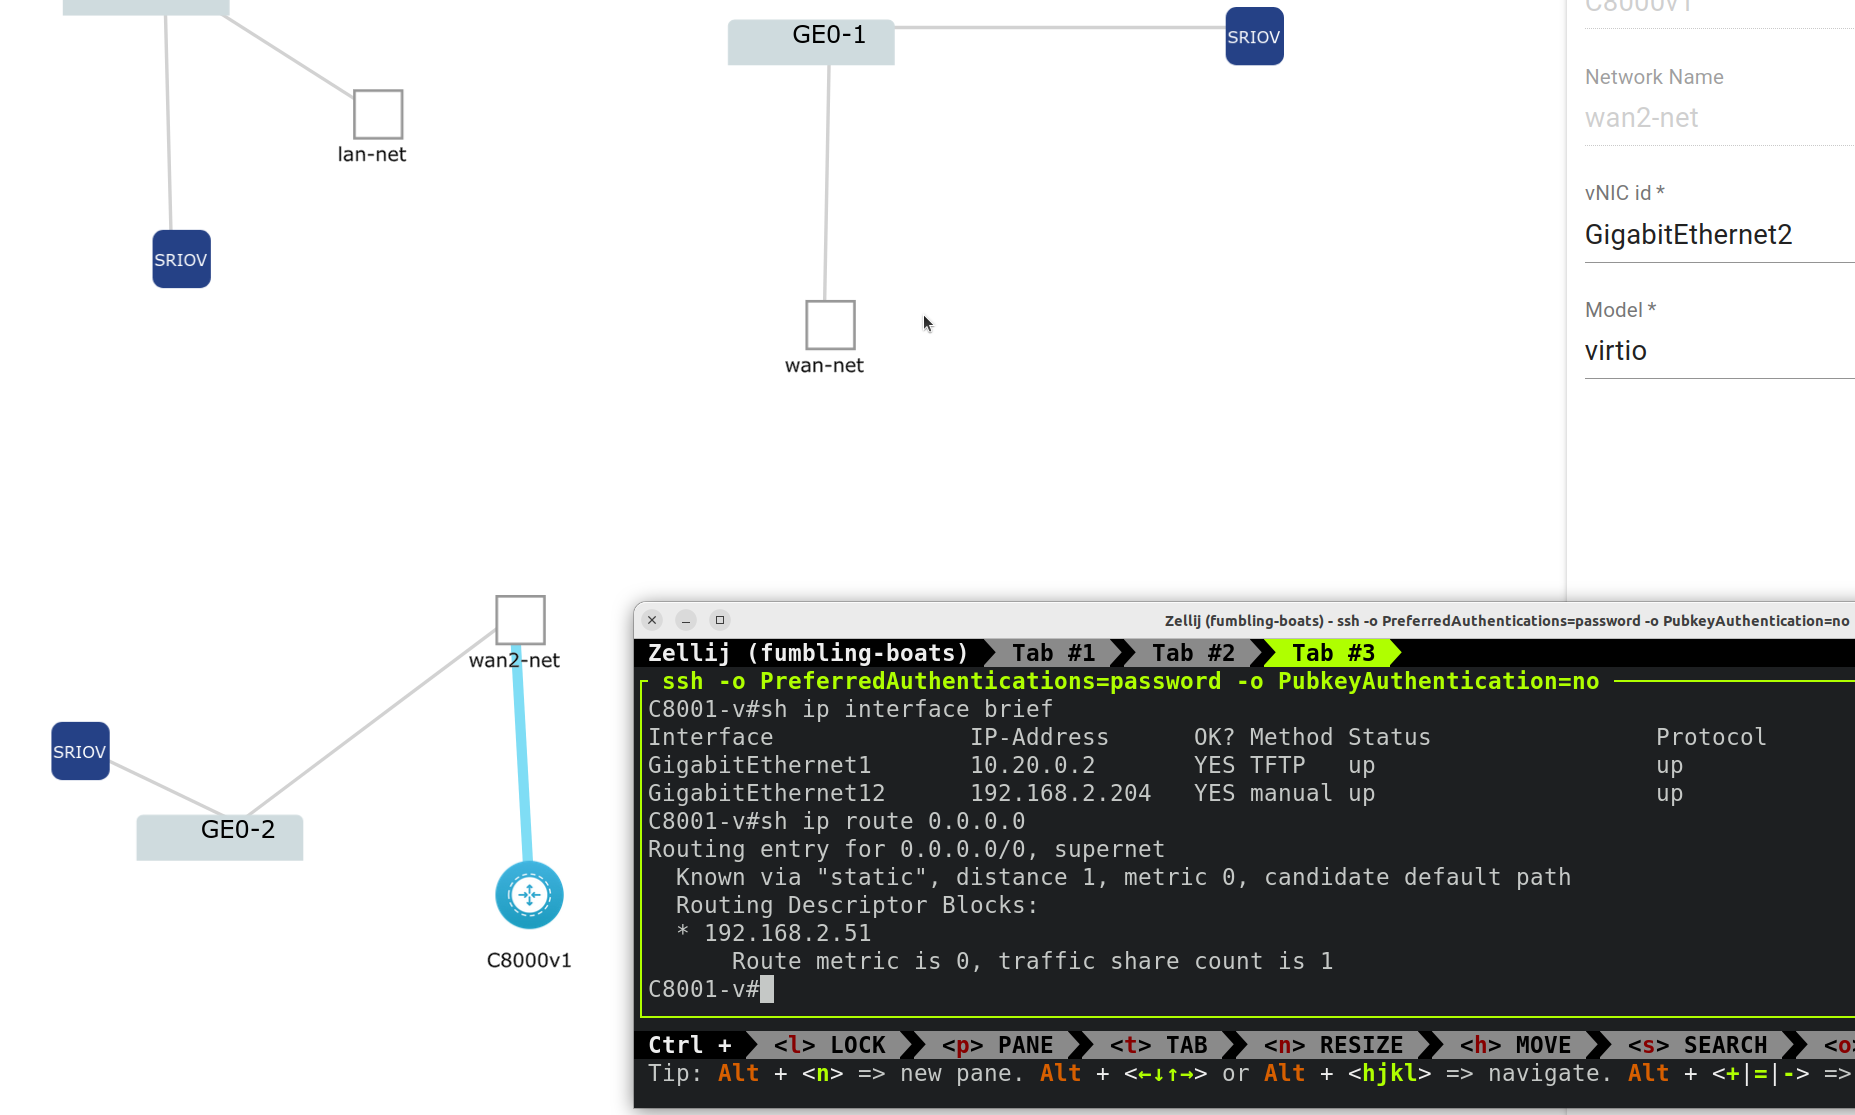 GE0-1
SRIOV
C8000v1
Network Name
wan2-net
vNIC id *
GigabitEthernet2
Model *
virtio
lan-net
SRIOV
wan-net
wan2-net
SRIOV
GE0-2
C8000v1
Zellij (fumbling-boats) - ssh -o PreferredAuthentications=password -o PubkeyAuthentication=no
Zellij (fumbling-boats) Tab #1 Tab #2 Tab #3
ssh -o PreferredAuthentications=password -o PubkeyAuthentication=no
C8001-v#sh ip interface brief
Interface IP-Address OK? Method Status Protocol
GigabitEthernet1 10.20.0.2 YES TFTP up up
GigabitEthernet12 192.168.2.204 YES manual up up
C8001-v#sh ip route 0.0.0.0
Routing entry for 0.0.0.0/0, supernet
Known via "static", distance 1, metric 0, candidate default path
Routing Descriptor Blocks:
* 192.168.2.51
Route metric is 0, traffic share count is 1
C8001-v#
Ctrl + <l> LOCK <p> PANE <t> TAB <n> RESIZE <h> MOVE <s> SEARCH <o>
Tip: Alt + <n> => new pane. Alt + <←↓↑→> or Alt + <hjkl> => navigate. Alt + <+|=|-> =>